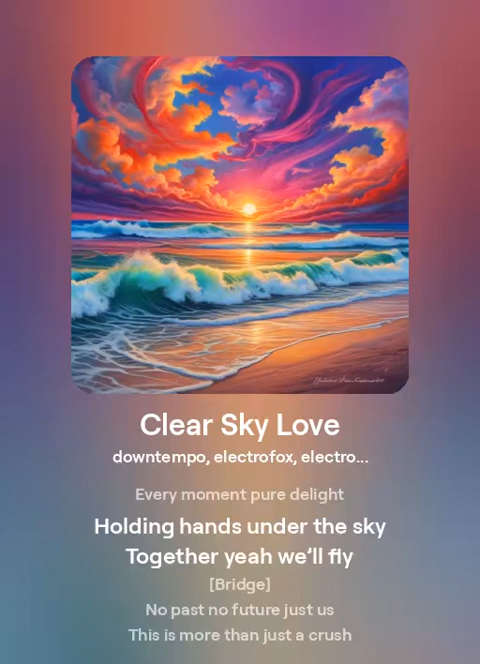 Clear Sky Love
downtempo, electrofox, electro...
Every moment pure delight
Holding hands under the sky
Together yeah we'll fly
[Bridge]
No past no future just us
This is more than just a crush